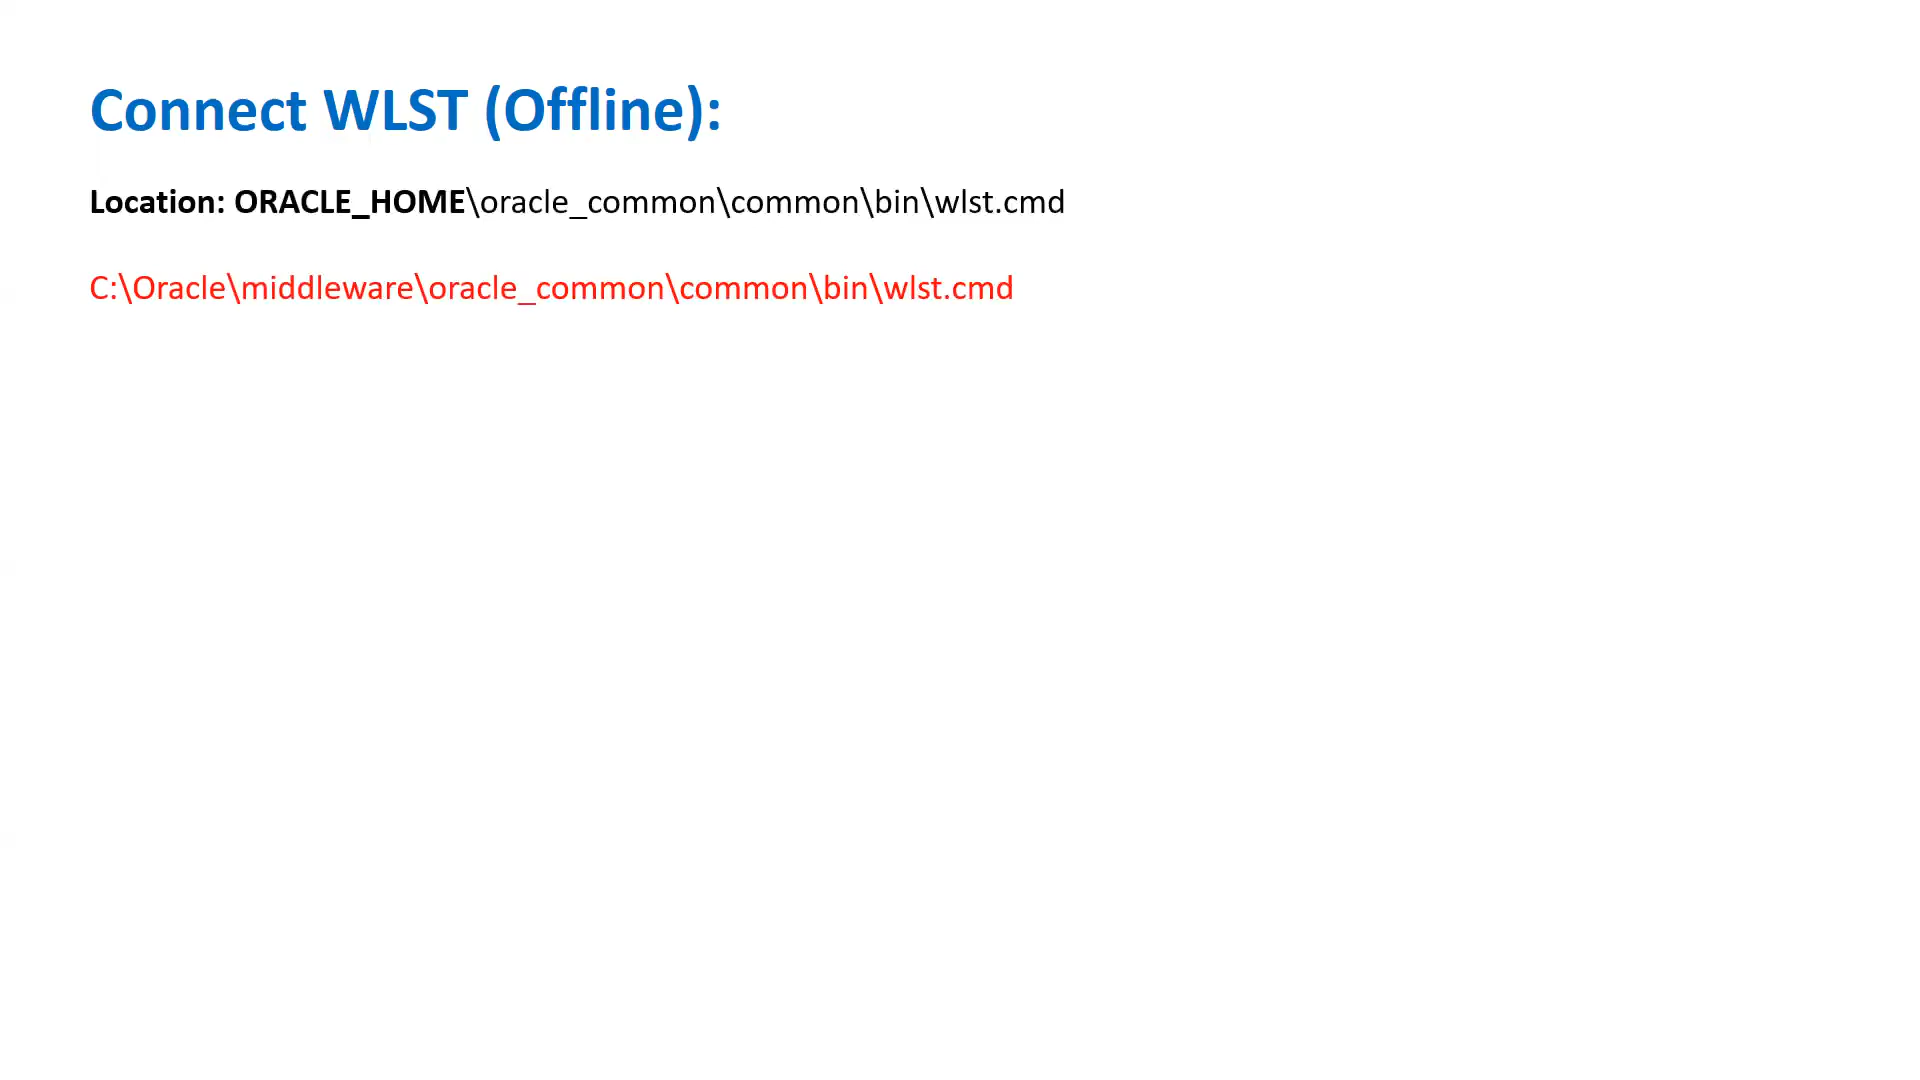 Connect WLST (Offline):
Location: ORACLE_HOME\oracle_common\common\bin\wlst.cmd
C:\Oracle\middleware\oracle_common\common\bin\wlst.cmd